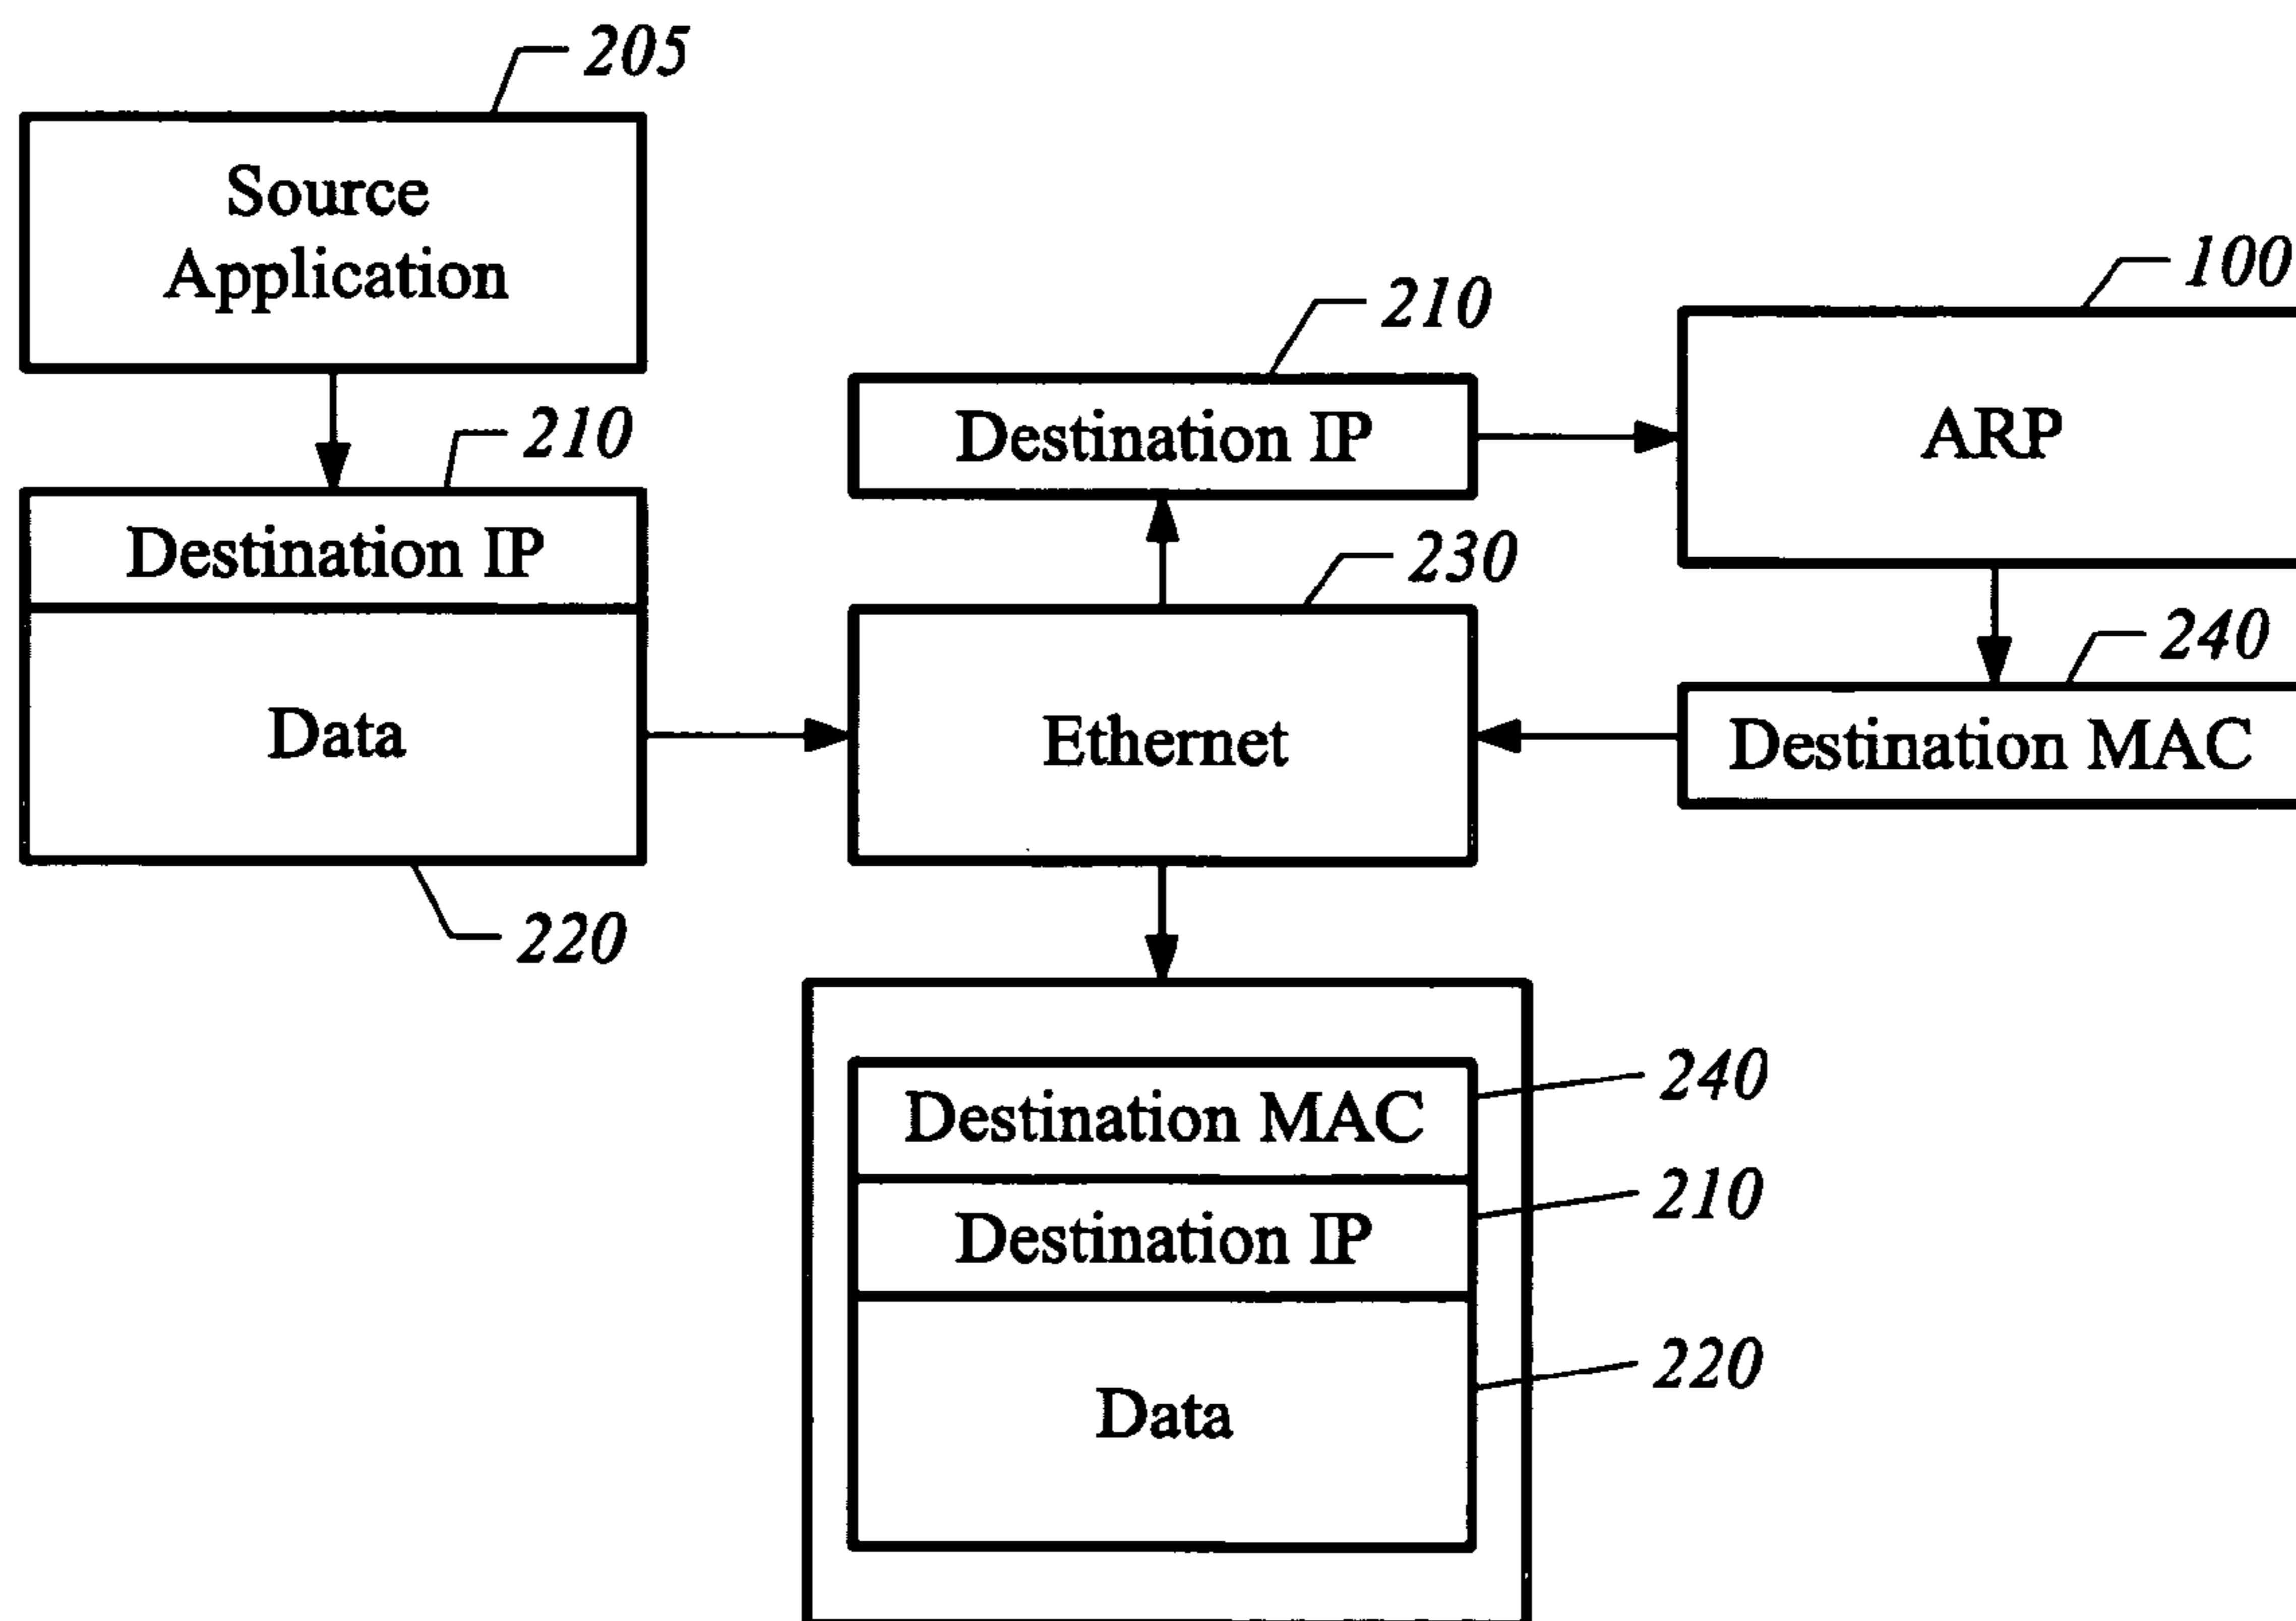 205
Source
Application
210
Destination IP
Data
220
210
Destination IP
100
ARP
230
Ethernet
240
Destination MAC
Destination MAC
240
Destination IP
210
Data
220